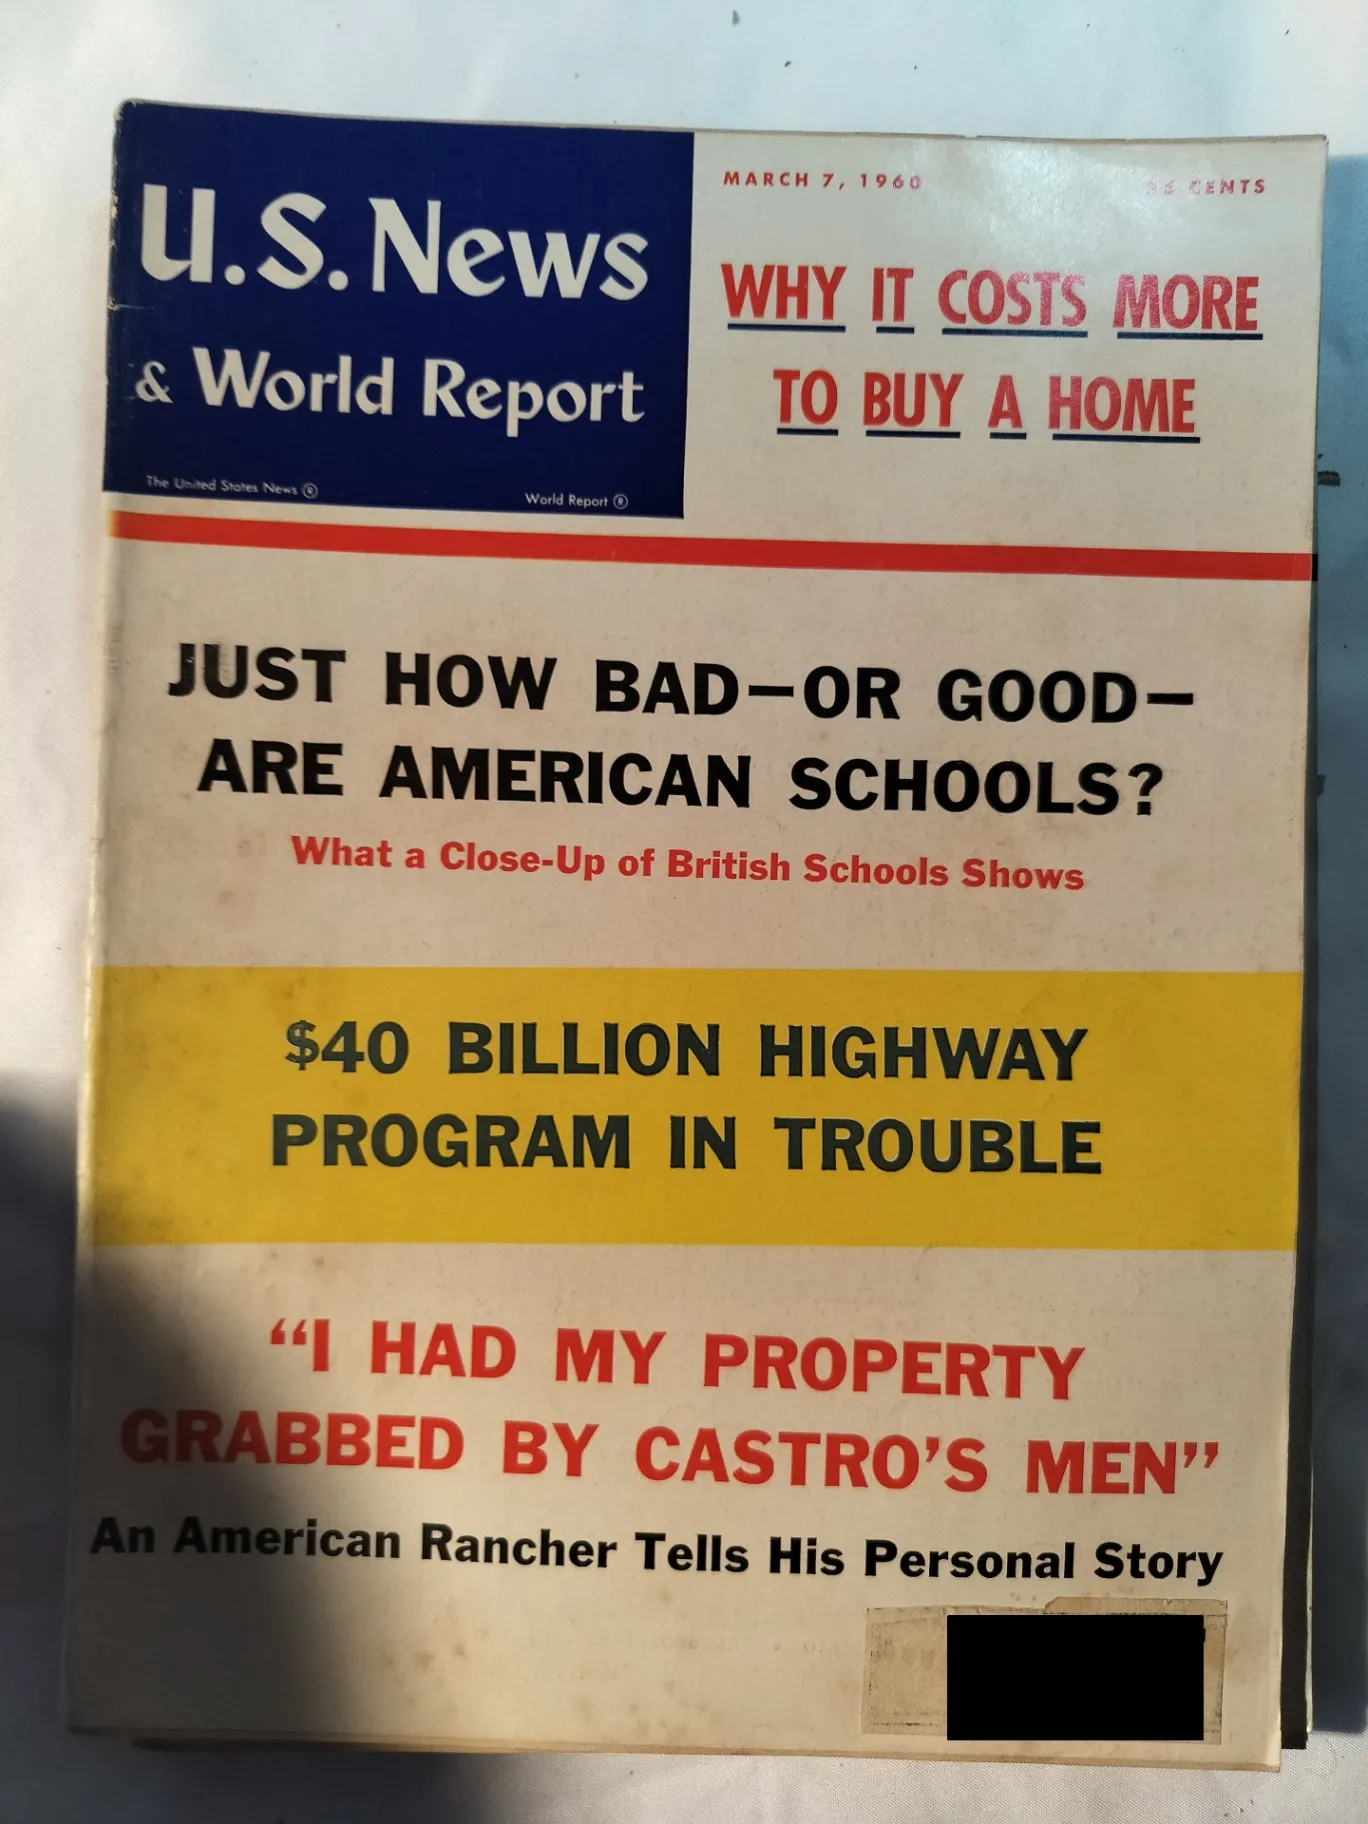 U.S. News
& World Report
The United States News ®
World Report ®
MARCH 7, 1960
CENTS
WHY IT COSTS MORE
TO BUY A HOME
JUST HOW BAD—OR GOOD—
ARE AMERICAN SCHOOLS?
What a Close-Up of British Schools Shows
$40 BILLION HIGHWAY
PROGRAM IN TROUBLE
“I HAD MY PROPERTY
GRABBED BY CASTRO’S MEN”
An American Rancher Tells His Personal Story